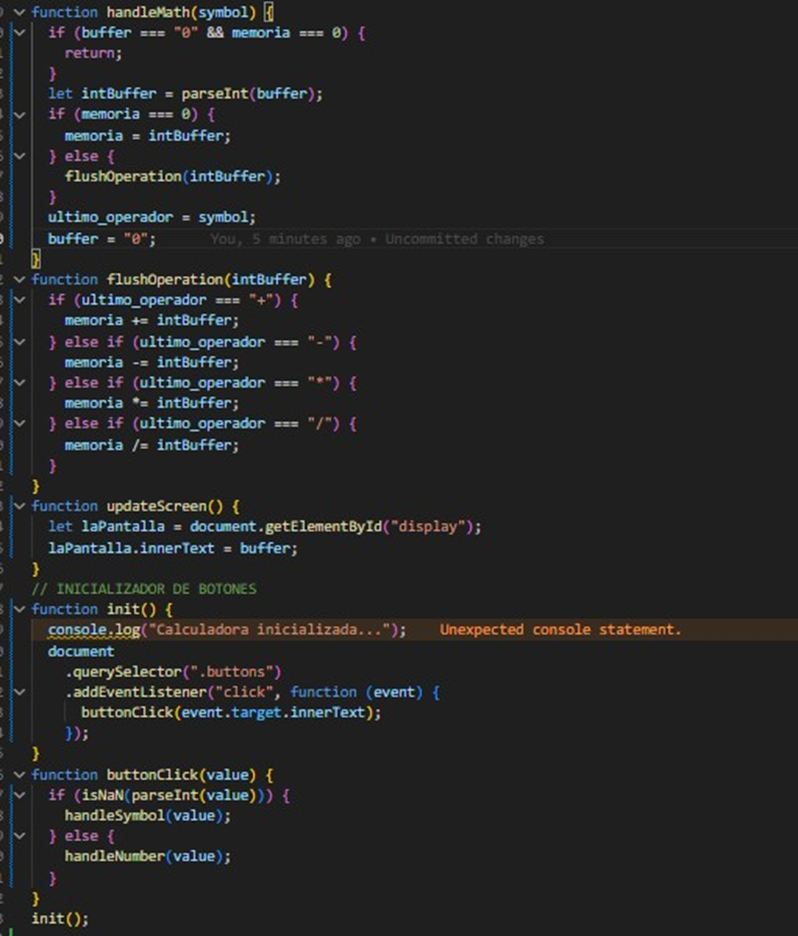 function handleMath(symbol) {
  if (buffer === "0" && memoria === 0) {
    return;
  }
  let intBuffer = parseInt(buffer);
  if (memoria === 0) {
    memoria = intBuffer;
  } else {
    flushOperation(intBuffer);
  }
  ultimo_operador = symbol;
  buffer = "0";       You, 5 minutes ago • Uncommitted changes
}
function flushOperation(intBuffer) {
  if (ultimo_operador === "+") {
    memoria += intBuffer;
  } else if (ultimo_operador === "-") {
    memoria -= intBuffer;
  } else if (ultimo_operador === "*") {
    memoria *= intBuffer;
  } else if (ultimo_operador === "/") {
    memoria /= intBuffer;
  }
}
function updateScreen() {
  let laPantalla = document.getElementById("display");
  laPantalla.innerText = buffer;
}
// INICIALIZADOR DE BOTONES
function init() {
  console.log("Calculadora inicializada...");    Unexpected console statement.
  document
    .querySelector(".buttons")
    .addEventListener("click", function (event) {
      buttonClick(event.target.innerText);
    });
}
function buttonClick(value) {
  if (isNaN(parseInt(value))) {
    handleSymbol(value);
  } else {
    handleNumber(value);
  }
}
init();